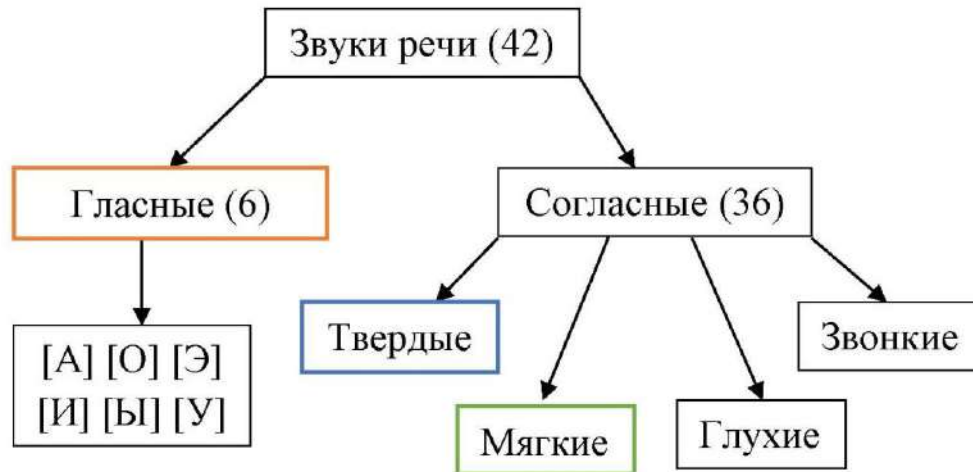 Звуки речи (42)
Гласные (6)
Согласные (36)
[А] [О] [Э]
[И] [Ы] [У]
Твердые
Мягкие
Глухие
Звонкие